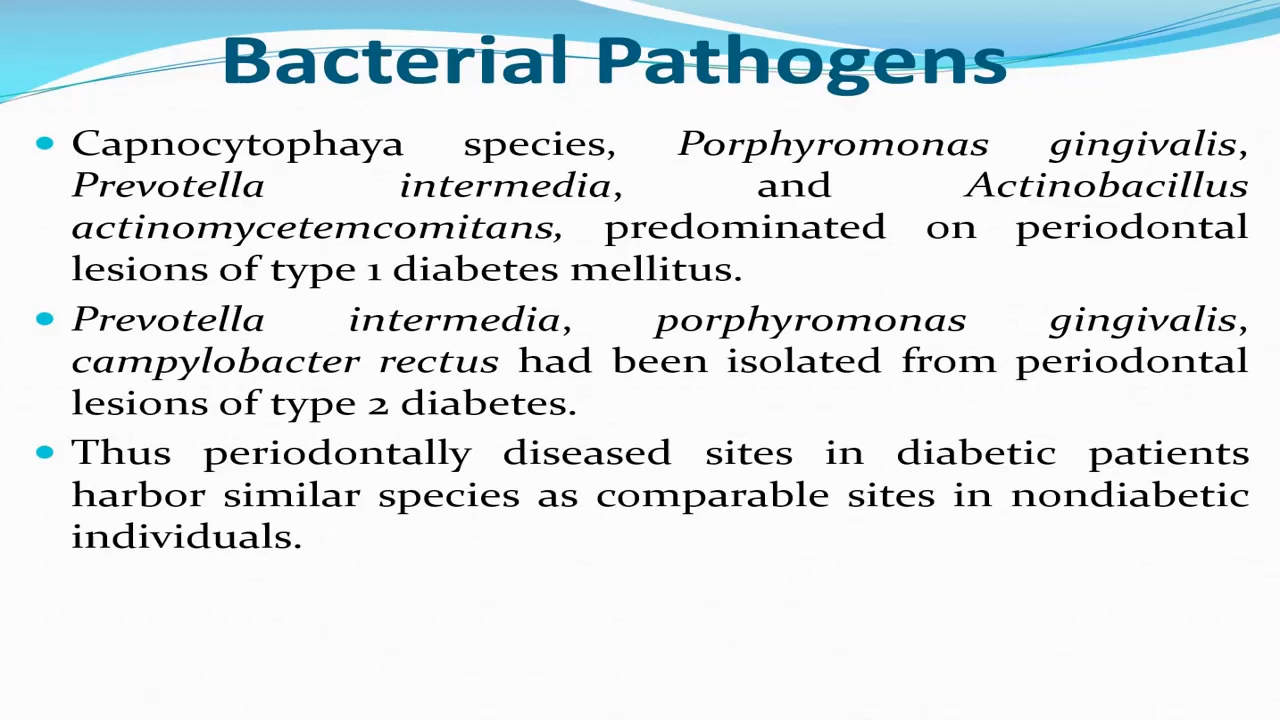 Bacterial Pathogens
• Capnocytophaya species, Porphyromonas gingivalis,
Prevotella intermedia, and Actinobacillus
actinomycetemcomitans, predominated on periodontal
lesions of type 1 diabetes mellitus.
• Prevotella intermedia, porphyromonas gingivalis,
campylobacter rectus had been isolated from periodontal
lesions of type 2 diabetes.
• Thus periodontally diseased sites in diabetic patients
harbor similar species as comparable sites in nondiabetic
individuals.